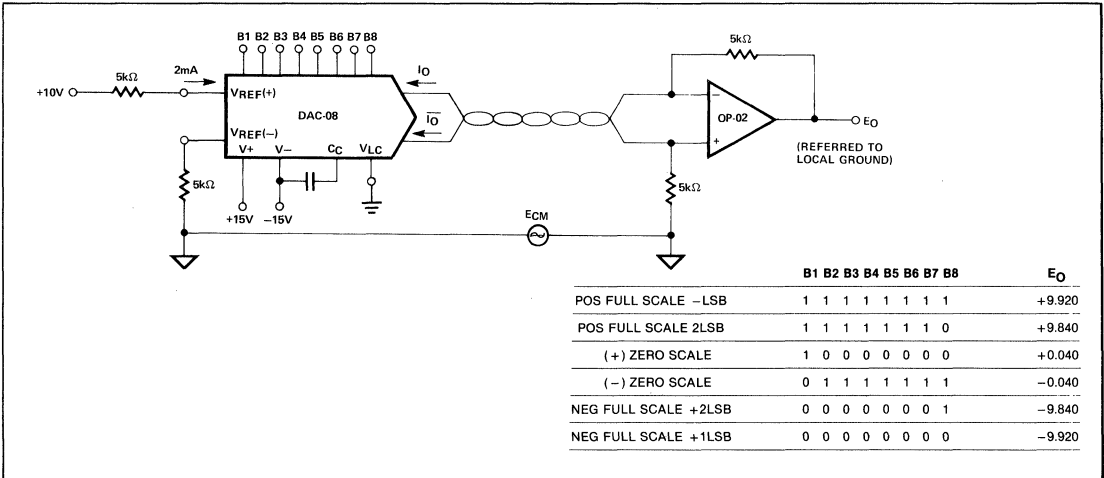 B1 B2 B3 B4 B5 B6 B7 B8
5kΩ
5kΩ
2mA
IO
+10V
VREF(+)
DAC-08
OP-02
EO
(REFERRED TO
LOCAL GROUND)
IO
VREF(−)
V+ V− CC VLC
5kΩ
5kΩ
+15V −15V
ECM
B1 B2 B3 B4 B5 B6 B7 B8 EO
POS FULL SCALE −LSB 1 1 1 1 1 1 1 1 +9.920
POS FULL SCALE 2LSB 1 1 1 1 1 1 1 0 +9.840
(+) ZERO SCALE 1 0 0 0 0 0 0 0 +0.040
(−) ZERO SCALE 0 1 1 1 1 1 1 1 −0.040
NEG FULL SCALE +2LSB 0 0 0 0 0 0 0 1 −9.840
NEG FULL SCALE +1LSB 0 0 0 0 0 0 0 0 −9.920